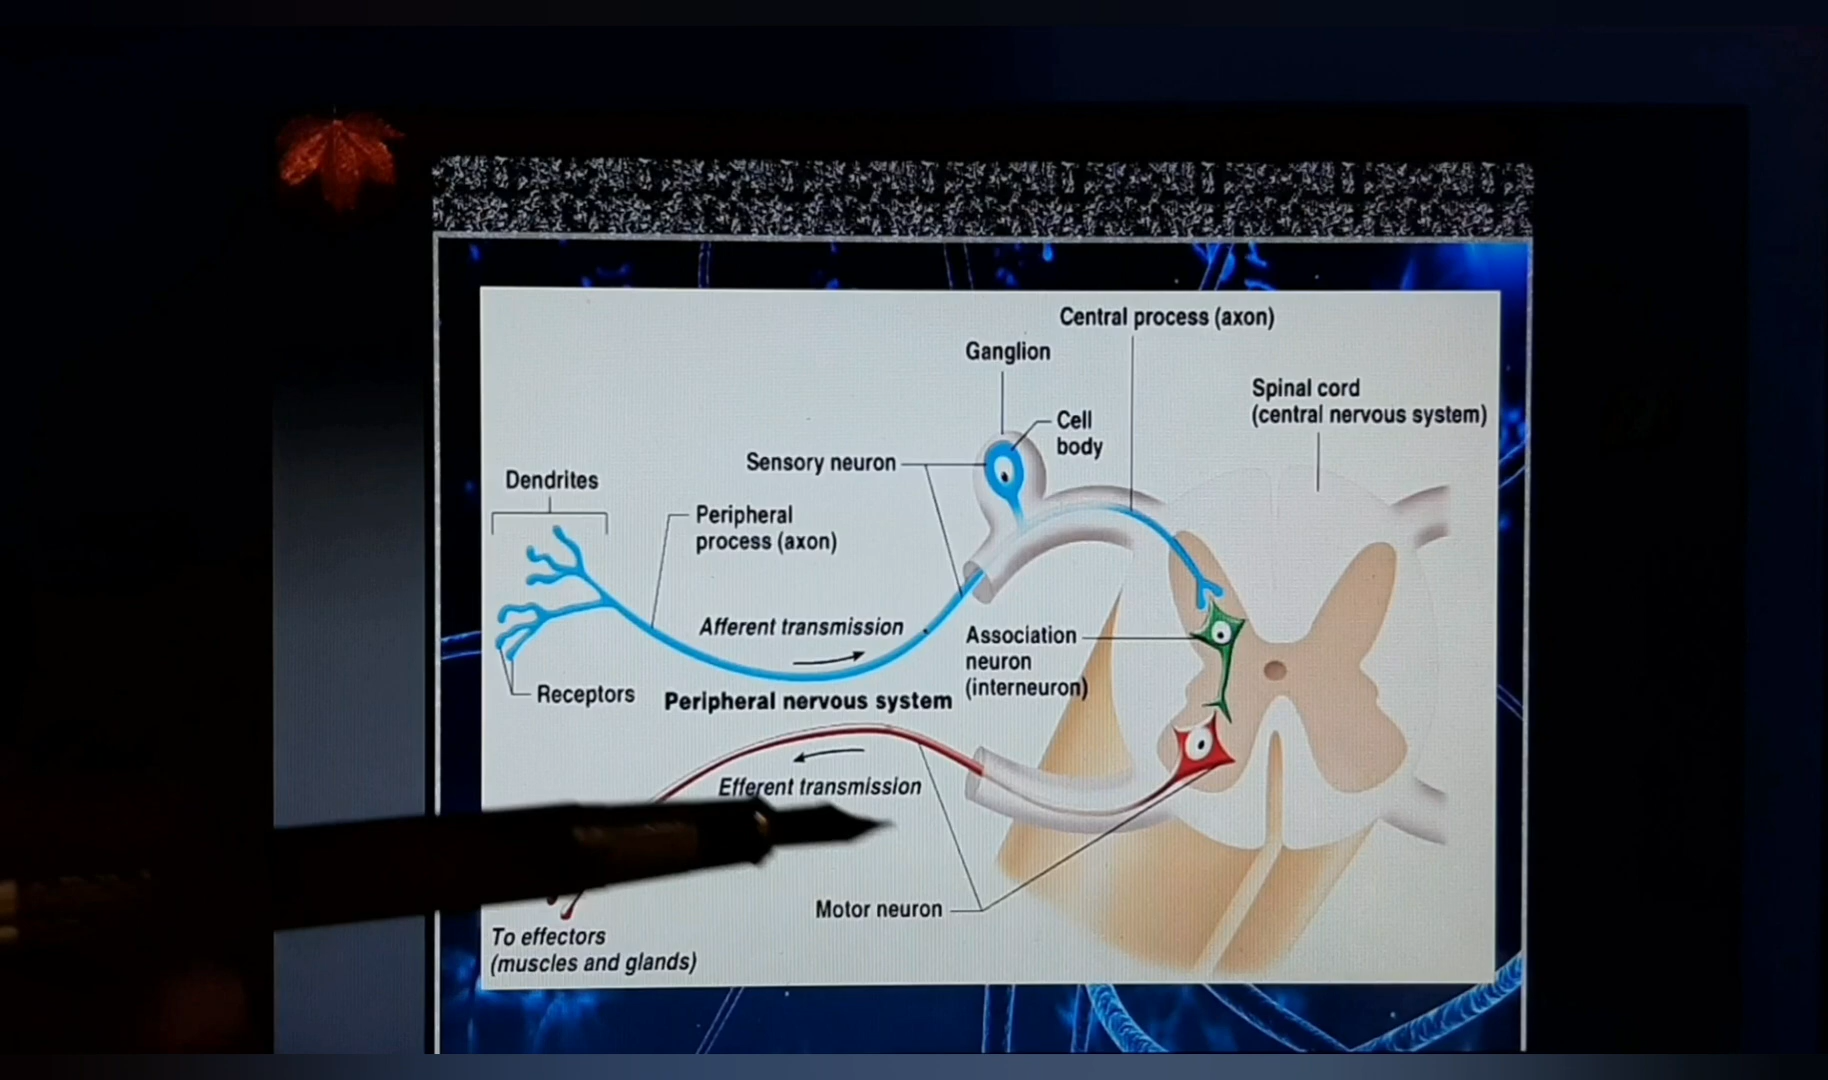 Central process (axon)
Ganglion
Spinal cord
(central nervous system)
Cell
body
Sensory neuron
Dendrites
Peripheral
process (axon)
Afferent transmission
Association
neuron
(interneuron)
Receptors
Peripheral nervous system
Efferent transmission
Motor neuron
To effectors
(muscles and glands)